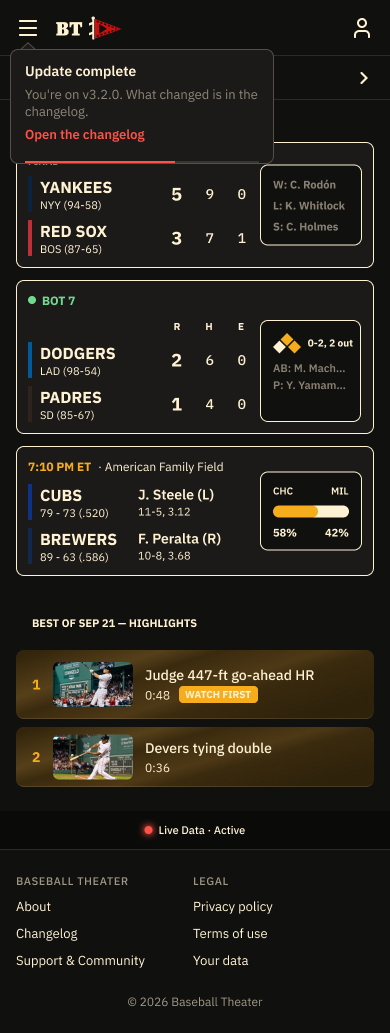 BT
Update complete
You're on v3.2.0. What changed is in the
changelog.
Open the changelog
YANKEES 5 9 0
NYY (94-58)
RED SOX 3 7 1
BOS (87-65)
W: C. Rodón
L: K. Whitlock
S: C. Holmes
BOT 7
R H E
DODGERS 2 6 0
LAD (98-54)
PADRES 1 4 0
SD (85-67)
0-2, 2 out
AB: M. Mach...
P: Y. Yamam...
7:10 PM ET · American Family Field
CUBS J. Steele (L)
79 - 73 (.520) 11-5, 3.12
BREWERS F. Peralta (R)
89 - 63 (.586) 10-8, 3.68
CHC MIL
58% 42%
BEST OF SEP 21 — HIGHLIGHTS
1 Judge 447-ft go-ahead HR
0:48 WATCH FIRST
2 Devers tying double
0:36
Live Data · Active
BASEBALL THEATER LEGAL
About Privacy policy
Changelog Terms of use
Support & Community Your data
© 2026 Baseball Theater